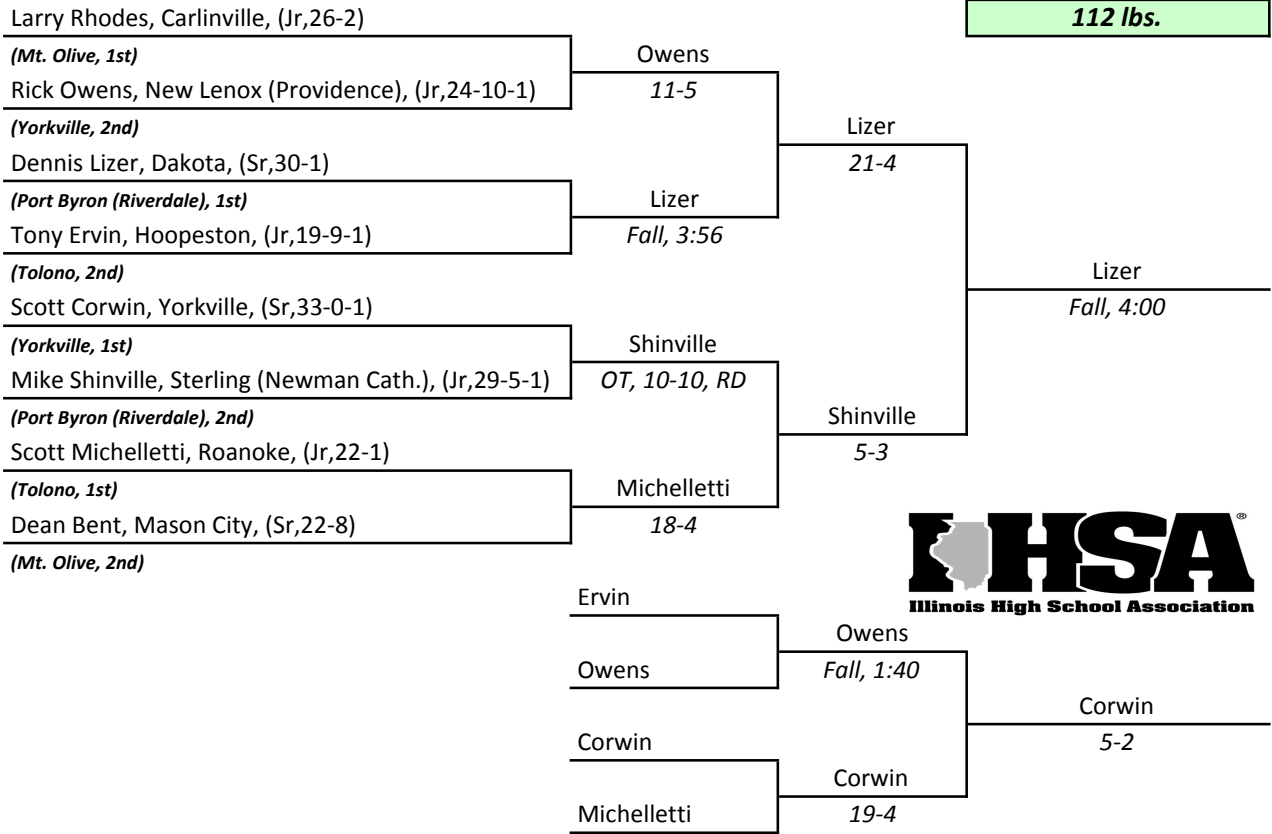 Larry Rhodes, Carlinville, (Jr,26-2)
112 lbs.
(Mt. Olive, 1st)
Owens
Rick Owens, New Lenox (Providence), (Jr,24-10-1)
11-5
(Yorkville, 2nd)
Lizer
Dennis Lizer, Dakota, (Sr,30-1)
21-4
(Port Byron (Riverdale), 1st)
Lizer
Tony Ervin, Hoopeston, (Jr,19-9-1)
Fall, 3:56
(Tolono, 2nd)
Lizer
Scott Corwin, Yorkville, (Sr,33-0-1)
Fall, 4:00
(Yorkville, 1st)
Shinville
Mike Shinville, Sterling (Newman Cath.), (Jr,29-5-1)
OT, 10-10, RD
(Port Byron (Riverdale), 2nd)
Shinville
Scott Michelletti, Roanoke, (Jr,22-1)
5-3
(Tolono, 1st)
Michelletti
Dean Bent, Mason City, (Sr,22-8)
18-4
(Mt. Olive, 2nd)
IHSA®
Illinois High School Association
Ervin
Owens
Owens
Fall, 1:40
Corwin
Corwin
5-2
Corwin
Michelletti
19-4